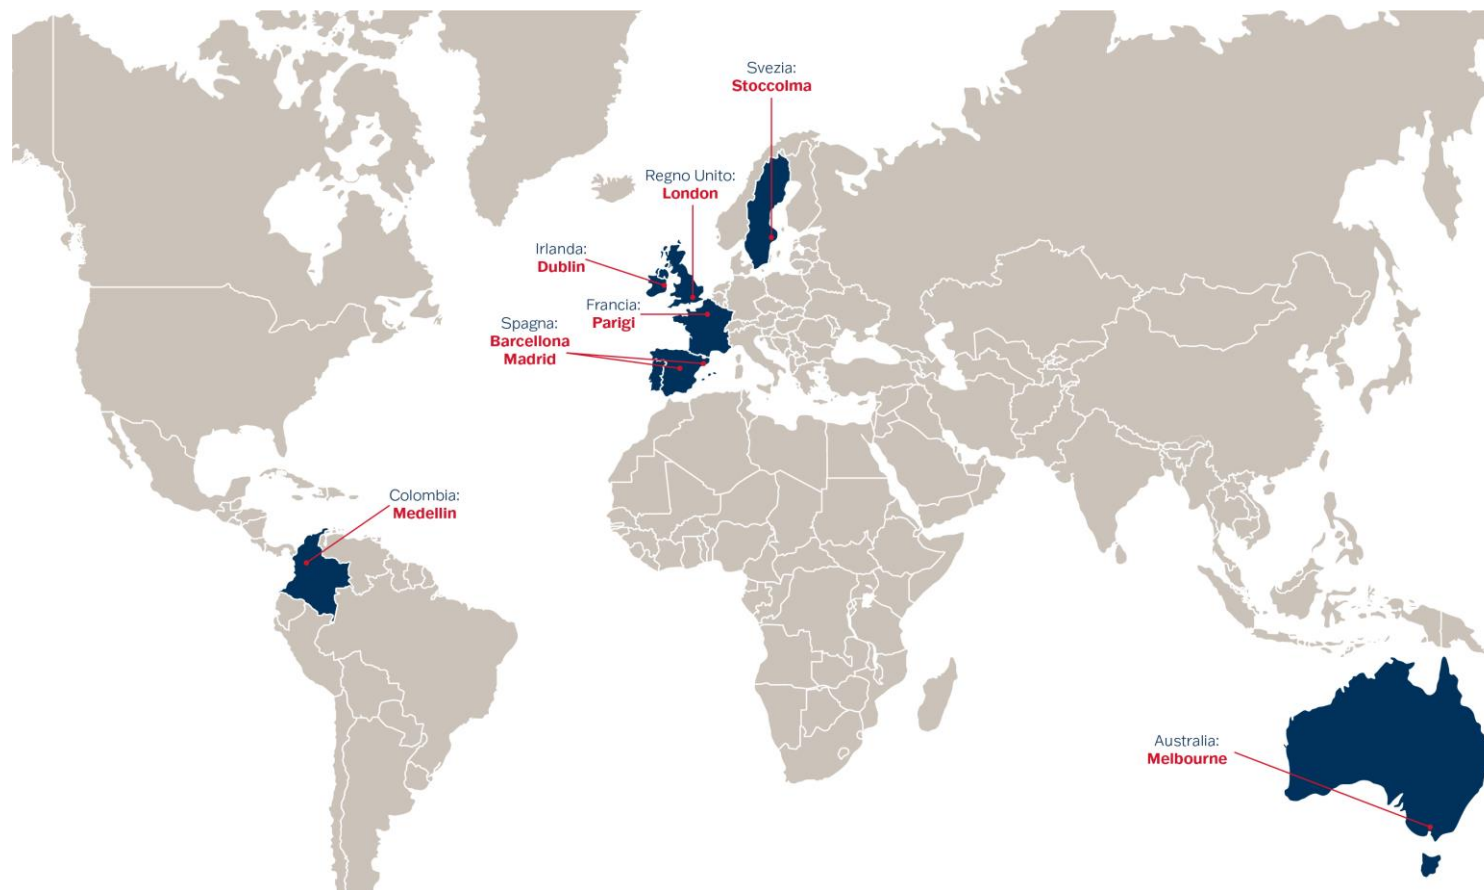 Svezia:
Stoccolma
Regno Unito:
London
Irlanda:
Dublin
Francia:
Parigi
Spagna:
Barcellona
Madrid
Colombia:
Medellin
Australia:
Melbourne